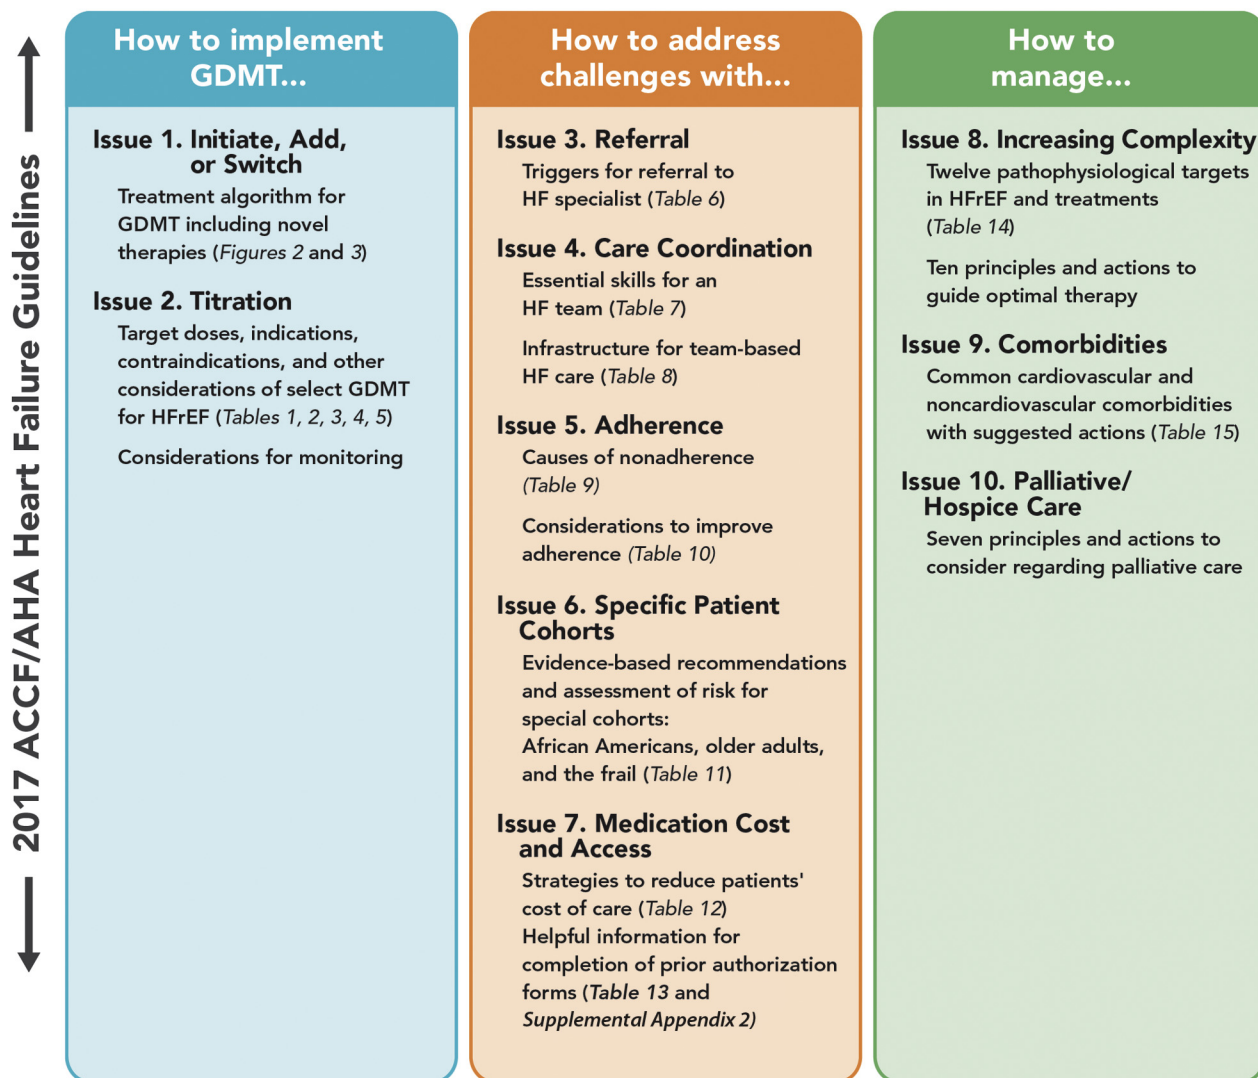 2017 ACCF/AHA Heart Failure Guidelines
How to implement
GDMT...
Issue 1. Initiate, Add,
or Switch
Treatment algorithm for
GDMT including novel
therapies (Figures 2 and 3)
Issue 2. Titration
Target doses, indications,
contraindications, and other
considerations of select GDMT
for HFrEF (Tables 1, 2, 3, 4, 5)
Considerations for monitoring
How to address
challenges with...
Issue 3. Referral
Triggers for referral to
HF specialist (Table 6)
Issue 4. Care Coordination
Essential skills for an
HF team (Table 7)
Infrastructure for team-based
HF care (Table 8)
Issue 5. Adherence
Causes of nonadherence
(Table 9)
Considerations to improve
adherence (Table 10)
Issue 6. Specific Patient
Cohorts
Evidence-based recommendations
and assessment of risk for
special cohorts:
African Americans, older adults,
and the frail (Table 11)
Issue 7. Medication Cost
and Access
Strategies to reduce patients'
cost of care (Table 12)
Helpful information for
completion of prior authorization
forms (Table 13 and
Supplemental Appendix 2)
How to
manage...
Issue 8. Increasing Complexity
Twelve pathophysiological targets
in HFrEF and treatments
(Table 14)
Ten principles and actions to
guide optimal therapy
Issue 9. Comorbidities
Common cardiovascular and
noncardiovascular comorbidities
with suggested actions (Table 15)
Issue 10. Palliative/
Hospice Care
Seven principles and actions to
consider regarding palliative care